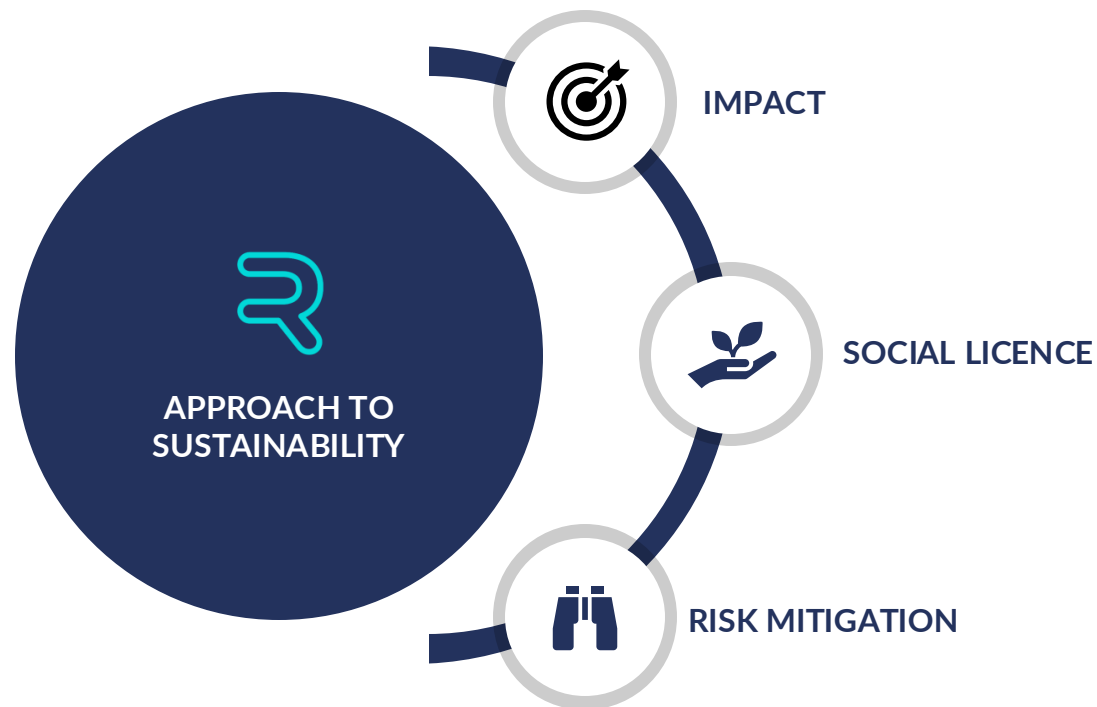 IMPACT
APPROACH TO
SUSTAINABILITY
SOCIAL LICENCE
RISK MITIGATION